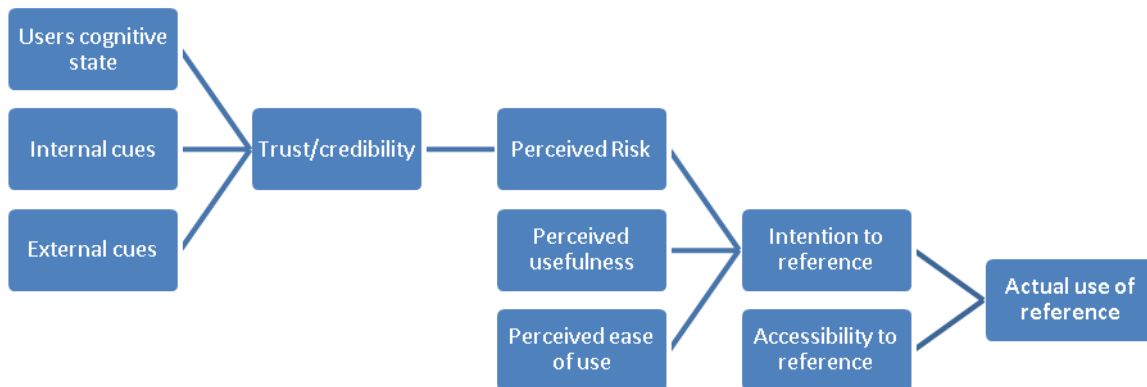 Users cognitive
state
Internal cues
External cues
Trust/credibility
Perceived Risk
Perceived
usefulness
Perceived ease
of use
Intention to
reference
Accessibility to
reference
Actual use of
reference